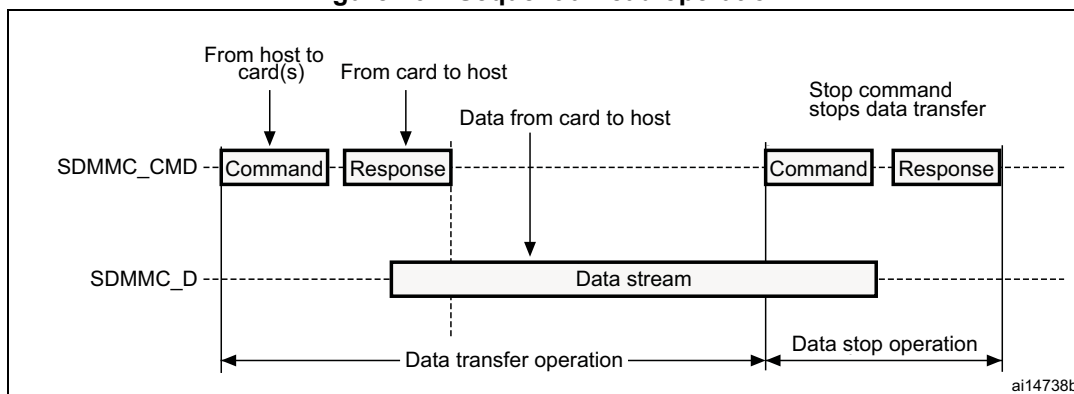 From host to
card(s)
From card to host
Data from card to host
Stop command
stops data transfer
SDMMC_CMD
Command
Response
Command
Response
SDMMC_D
Data stream
Data transfer operation
Data stop operation
ai14738b